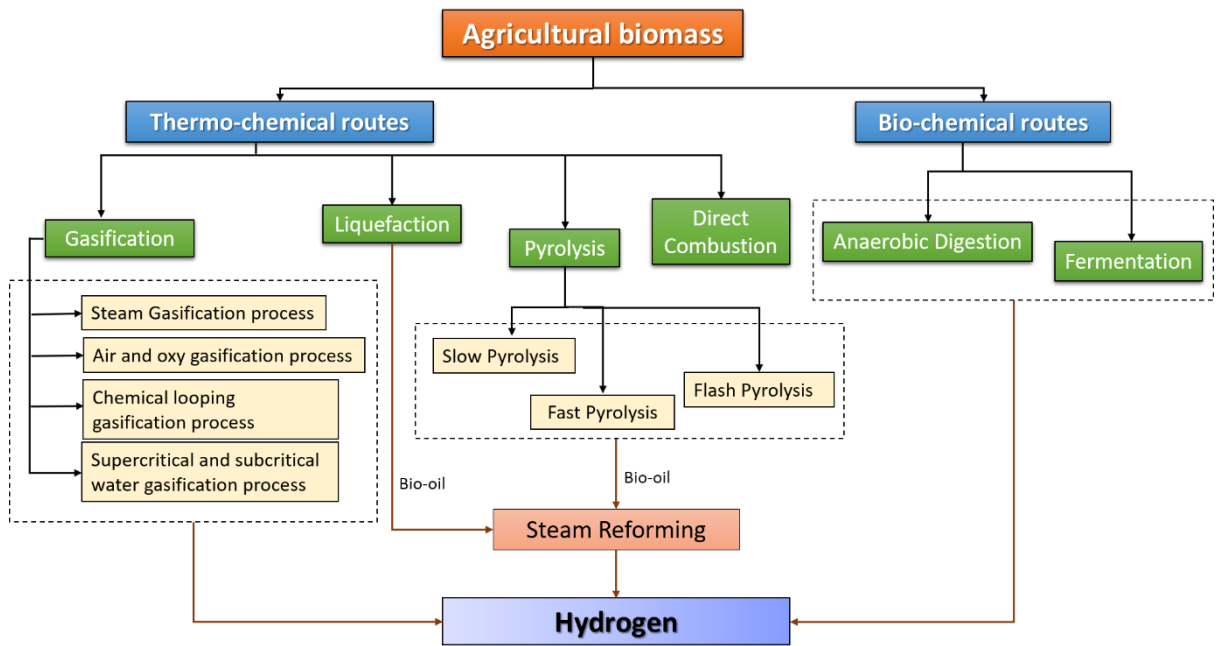 Agricultural biomass
Thermo-chemical routes
Bio-chemical routes
Gasification
Liquefaction
Pyrolysis
Direct
Combustion
Anaerobic Digestion
Fermentation
Steam Gasification process
Air and oxy gasification process
Chemical looping
gasification process
Supercritical and subcritical
water gasification process
Slow Pyrolysis
Fast Pyrolysis
Flash Pyrolysis
Bio-oil
Bio-oil
Steam Reforming
Hydrogen